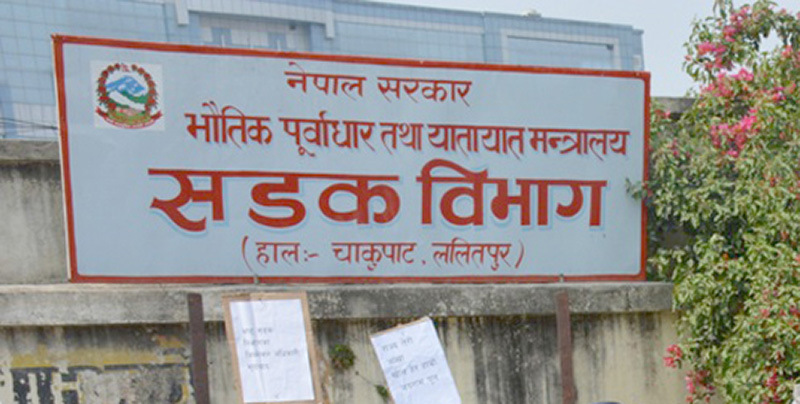 नेपाल सरकार
भौतिक पूर्वाधार तथा यातायात मन्त्रालय
सडक विभाग
(हालः- चाकुपाट, ललितपुर)